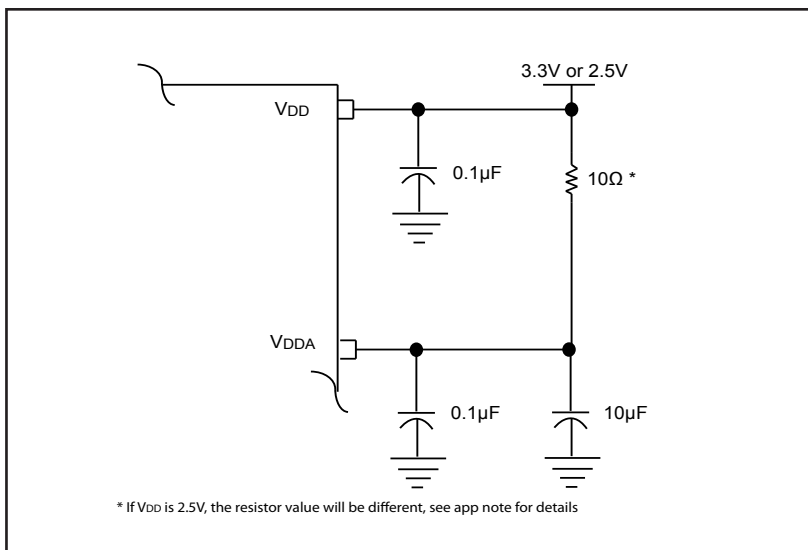 3.3V or 2.5V
VDD
0.1µF
10Ω *
VDDA
0.1µF
10µF
* If VDD is 2.5V, the resistor value will be different, see app note for details